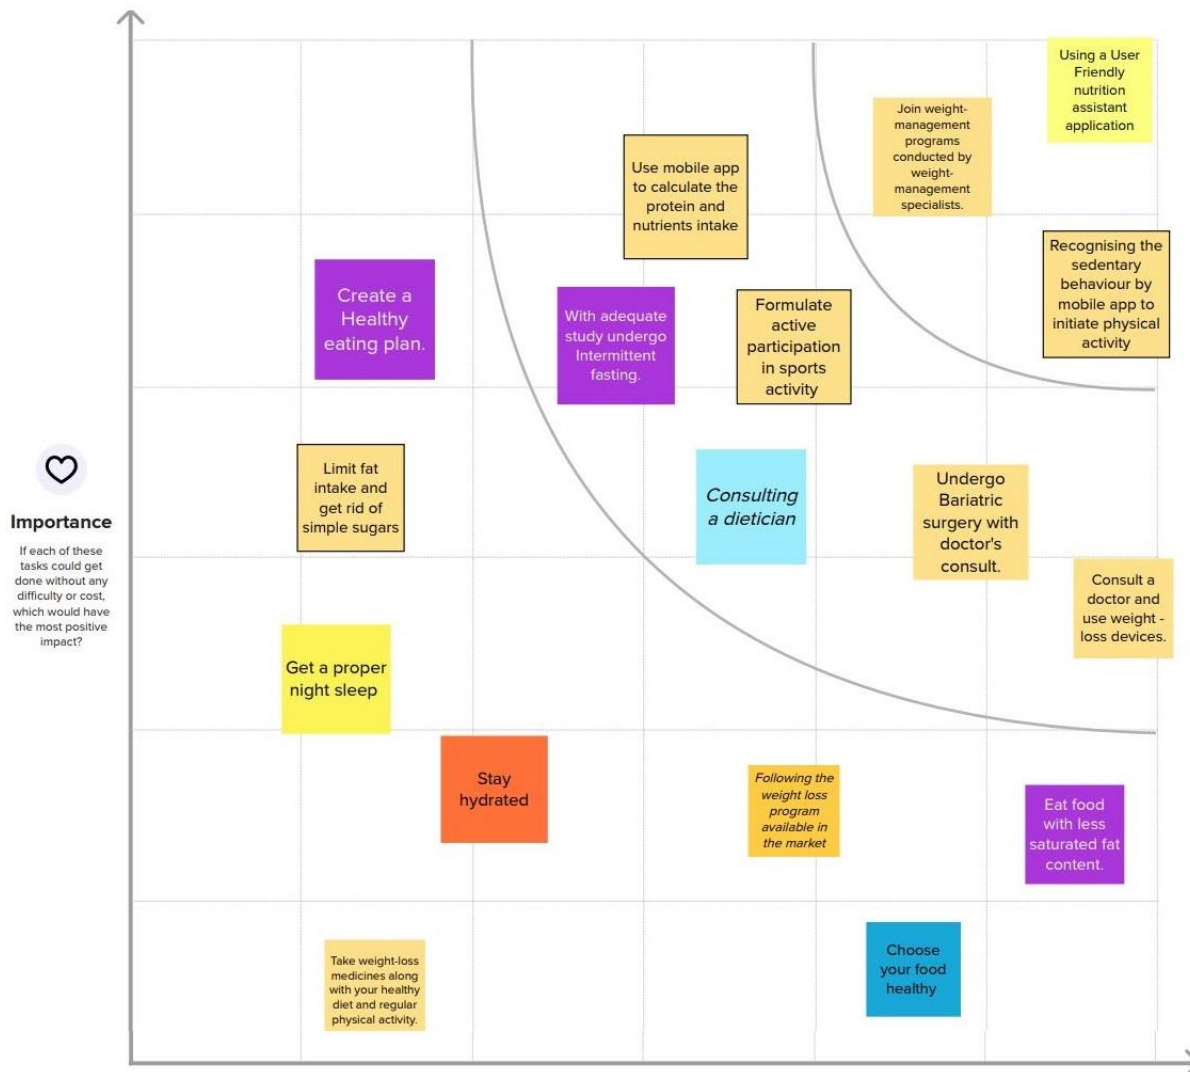 Using a User
Friendly
nutrition
assistant
application
Join weight-
management
programs
conducted by
weight-
management
specialists.
Use mobile app
to calculate the
protein and
nutrients intake
Recognising the
sedentary
behaviour by
mobile app to
initiate physical
activity
Create a
Healthy
eating plan.
With adequate
study undergo
Intermittent
fasting.
Formulate
active
participation
in sports
activity
Limit fat
intake and
get rid of
simple sugars
Consulting
a dietician
Undergo
Bariatric
surgery with
doctor's
consult.
Importance
If each of these
tasks could get
done without any
difficulty or cost,
which would have
the most positive
impact?
Consult a
doctor and
use weight -
loss devices.
Get a proper
night sleep
Stay
hydrated
Following the
weight loss
program
available in
the market
Eat food
with less
saturated fat
content.
Choose
your food
healthy
Take weight-loss
medicines along
with your healthy
diet and regular
physical activity.